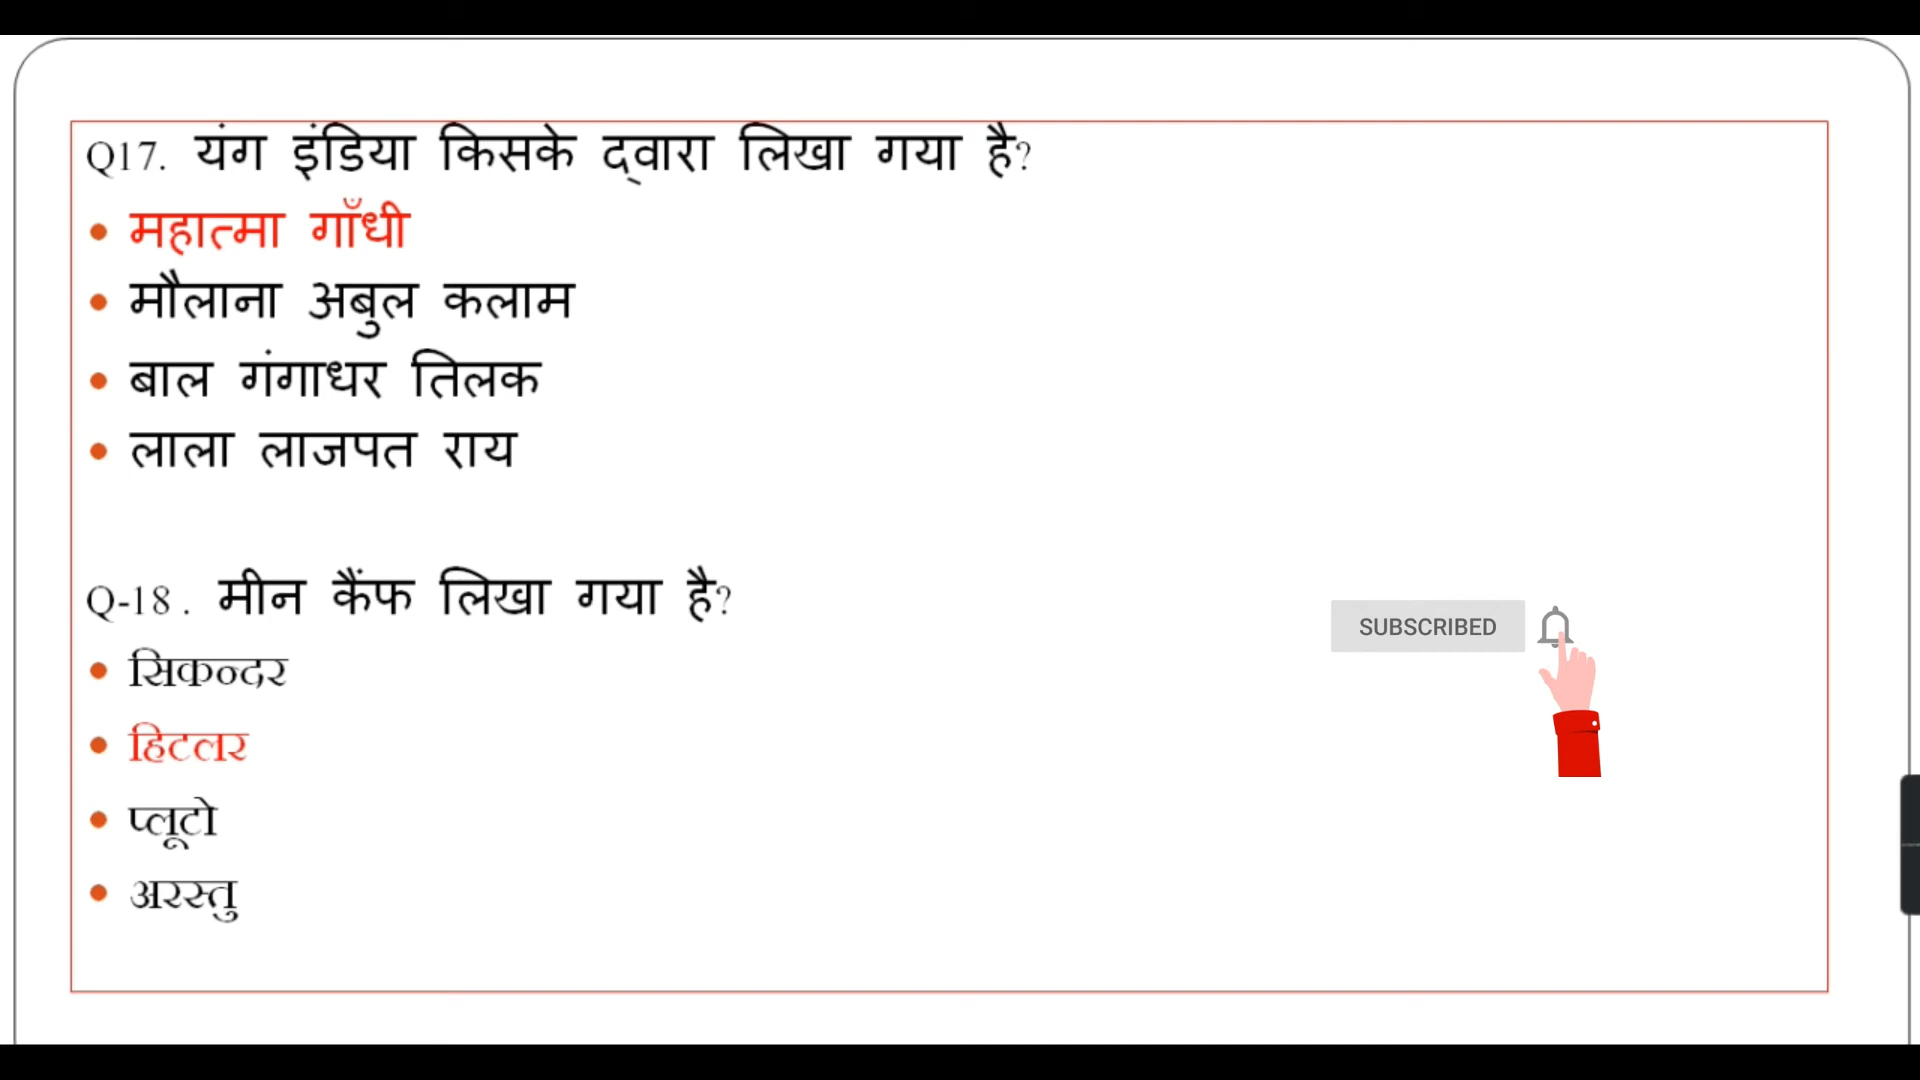 Q17. यंग इंडिया किसके द्वारा लिखा गया है?
• महात्मा गाँधी
• मौलाना अबुल कलाम
• बाल गंगाधर तिलक
• लाला लाजपत राय
Q-18 . मीन कैंफ लिखा गया है?
• सिकन्दर
• हिटलर
• प्लूटो
• अरस्तु
SUBSCRIBED